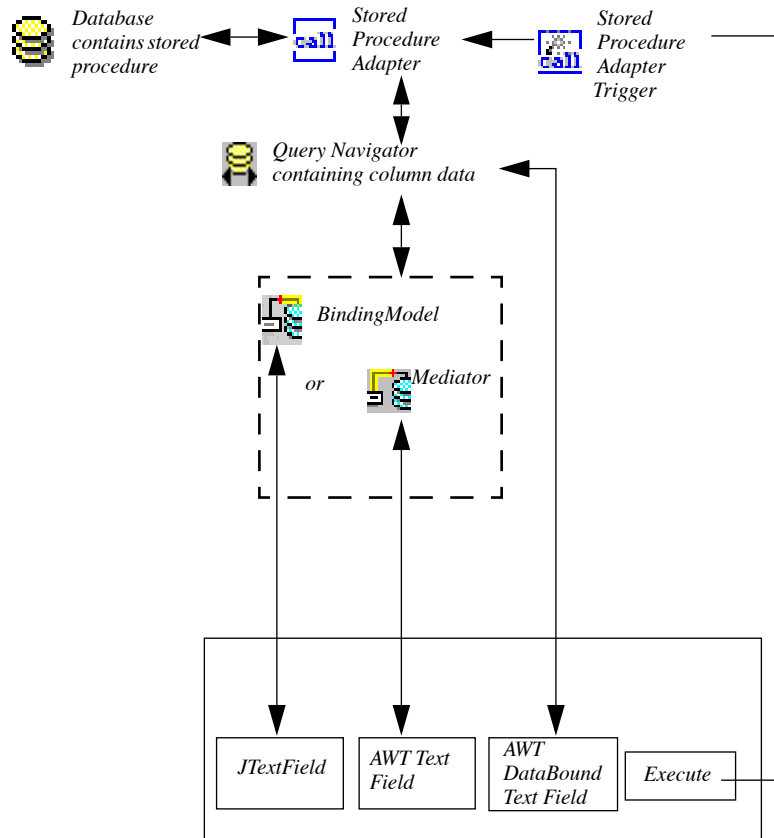 Database
contains stored
procedure
call
Stored
Procedure
Adapter
call
Stored
Procedure
Adapter
Trigger
Query Navigator
containing column data
BindingModel
or
Mediator
JTextField
AWT Text
Field
AWT
DataBound
Text Field
Execute